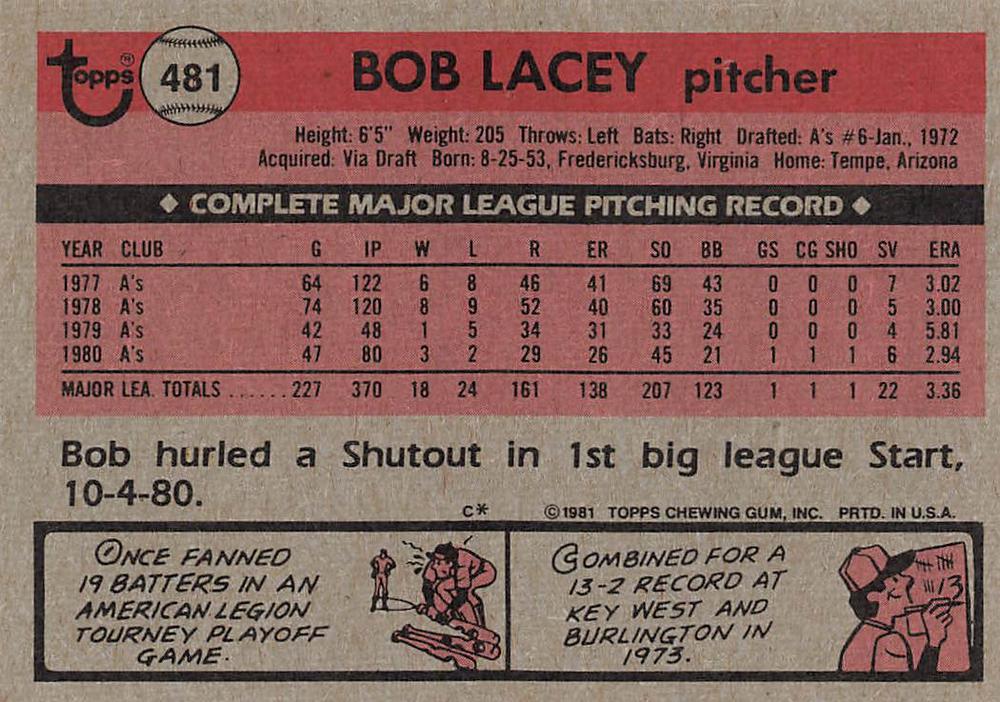 Topps® 481 BOB LACEY pitcher
Height: 6'5" Weight: 205 Throws: Left Bats: Right Drafted: A's #6-Jan., 1972
Acquired: Via Draft Born: 8-25-53, Fredericksburg, Virginia Home: Tempe, Arizona
◆ COMPLETE MAJOR LEAGUE PITCHING RECORD ◆
YEAR CLUB G IP W L R ER SO BB GS CG SHO SV ERA
1977 A's 64 122 6 8 46 41 69 43 0 0 0 7 3.02
1978 A's 74 120 8 9 52 40 60 35 0 0 0 5 3.00
1979 A's 42 48 1 5 34 31 33 24 0 0 0 4 5.81
1980 A's 47 80 3 2 29 26 45 21 1 1 1 6 2.94
MAJOR LEA. TOTALS ......227 370 18 24 161 138 207 123 1 1 1 22 3.36
Bob hurled a Shutout in 1st big league Start,
10-4-80.
C* ©1981 TOPPS CHEWING GUM, INC. PRTD. IN U.S.A.
ONCE FANNED
19 BATTERS IN AN
AMERICAN LEGION
TOURNEY PLAYOFF
GAME.
COMBINED FOR A
13-2 RECORD AT
KEY WEST AND
BURLINGTON IN
1973.
13